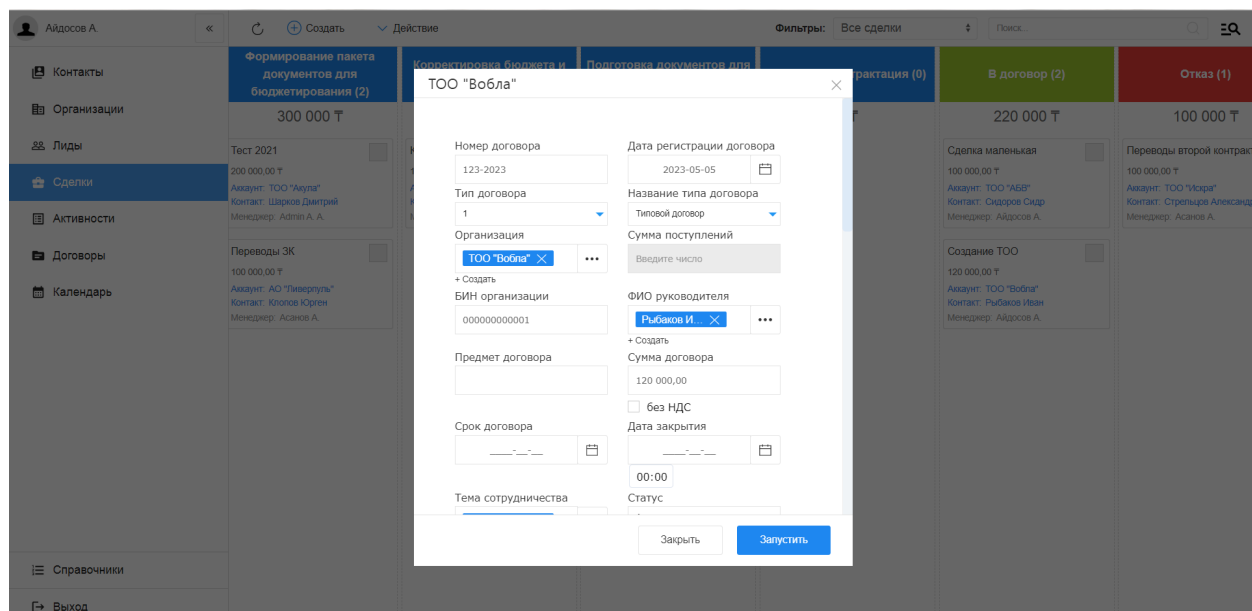 Айдосов А.
«
Создать
Действие
Фильтры:
Все сделки
Поиск...
Контакты
Организации
Лиды
Сделки
Активности
Договоры
Календарь
Справочники
Выход
Формирование пакета
документов для
бюджетирования (2)
300 000 ₸
Тест 2021
200 000,00 ₸
Аккаунт: ТОО "Акула"
Контакт: Шарков Дмитрий
Менеджер: Admin А. А.
Переводы ЗК
100 000,00 ₸
Аккаунт: АО "Ливерпуль"
Контакт: Клопов Юрген
Менеджер: Асанов А.
Корректировка бюджета и
Подготовка документов для
(0)
В договор (2)
220 000 ₸
Сделка маленькая
100 000,00 ₸
Аккаунт: ТОО "АБВ"
Контакт: Сидоров Сидр
Менеджер: Айдосов А.
Создание ТОО
120 000,00 ₸
Аккаунт: ТОО "Вобла"
Контакт: Рыбаков Иван
Менеджер: Айдосов А.
Отказ (1)
100 000 ₸
Переводы второй контрак
100 000,00 ₸
Аккаунт: ТОО "Искра"
Контакт: Стрельцов Александр
Менеджер: Асанов А.
ТОО "Вобла"
Номер договора
123-2023
Дата регистрации договора
2023-05-05
Тип договора
1
Название типа договора
Типовой договор
Организация
ТОО "Вобла"
+ Создать
Сумма поступлений
Введите число
БИН организации
000000000001
ФИО руководителя
Рыбаков И...
+ Создать
Предмет договора
Сумма договора
120 000,00
без НДС
Срок договора
____-__-__
Дата закрытия
____-__-__
00:00
Тема сотрудничества
Статус
Закрыть
Запустить